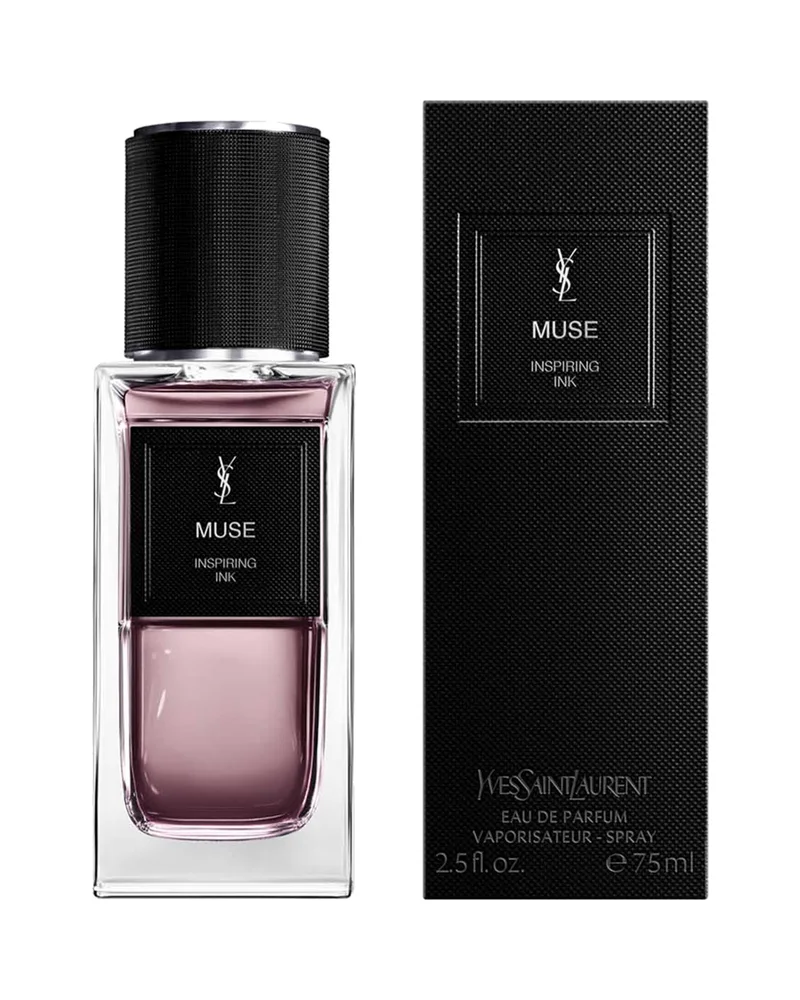 YSL
MUSE
INSPIRING
INK
YSL
MUSE
INSPIRING
INK
YVESSAINTLAURENT
EAU DE PARFUM
VAPORISATEUR - SPRAY
2.5 fl. oz. ℮ 75 ml